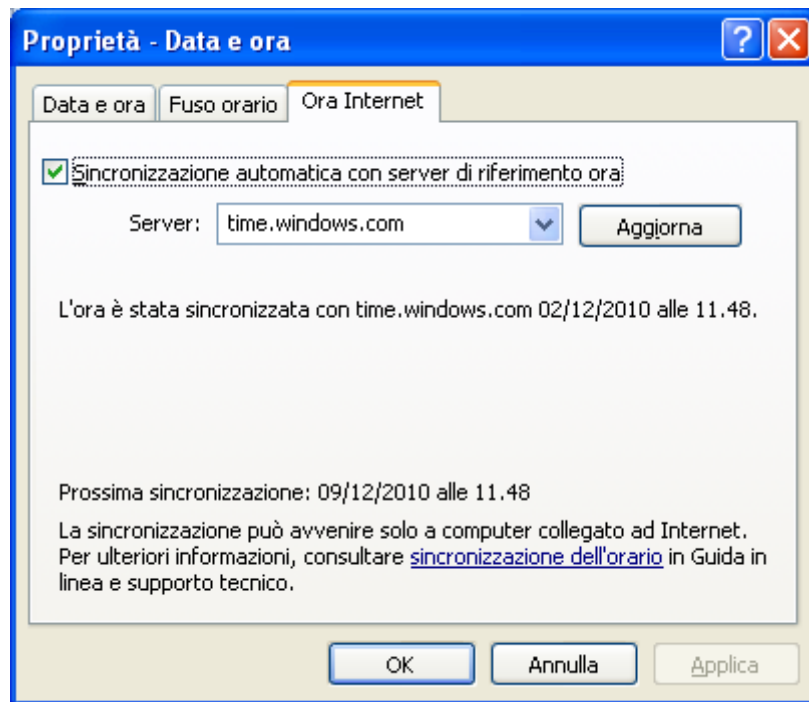 Proprietà - Data e ora
Data e ora Fuso orario Ora Internet
Sincronizzazione automatica con server di riferimento ora
Server: time.windows.com Aggiorna
L'ora è stata sincronizzata con time.windows.com 02/12/2010 alle 11.48.
Prossima sincronizzazione: 09/12/2010 alle 11.48
La sincronizzazione può avvenire solo a computer collegato ad Internet.
Per ulteriori informazioni, consultare sincronizzazione dell'orario in Guida in
linea e supporto tecnico.
OK Annulla Applica